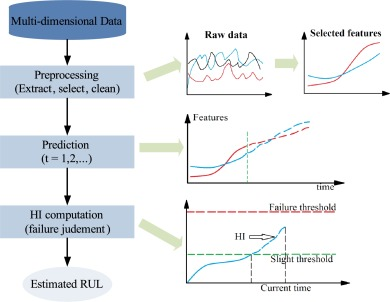 Multi-dimensional Data
Preprocessing
(Extract, select, clean)
Raw data
Selected features
Prediction
(t = 1,2,...)
Features
time
HI computation
(failure judement)
Failure threshold
HI
Slight threshold
Current time
Estimated RUL